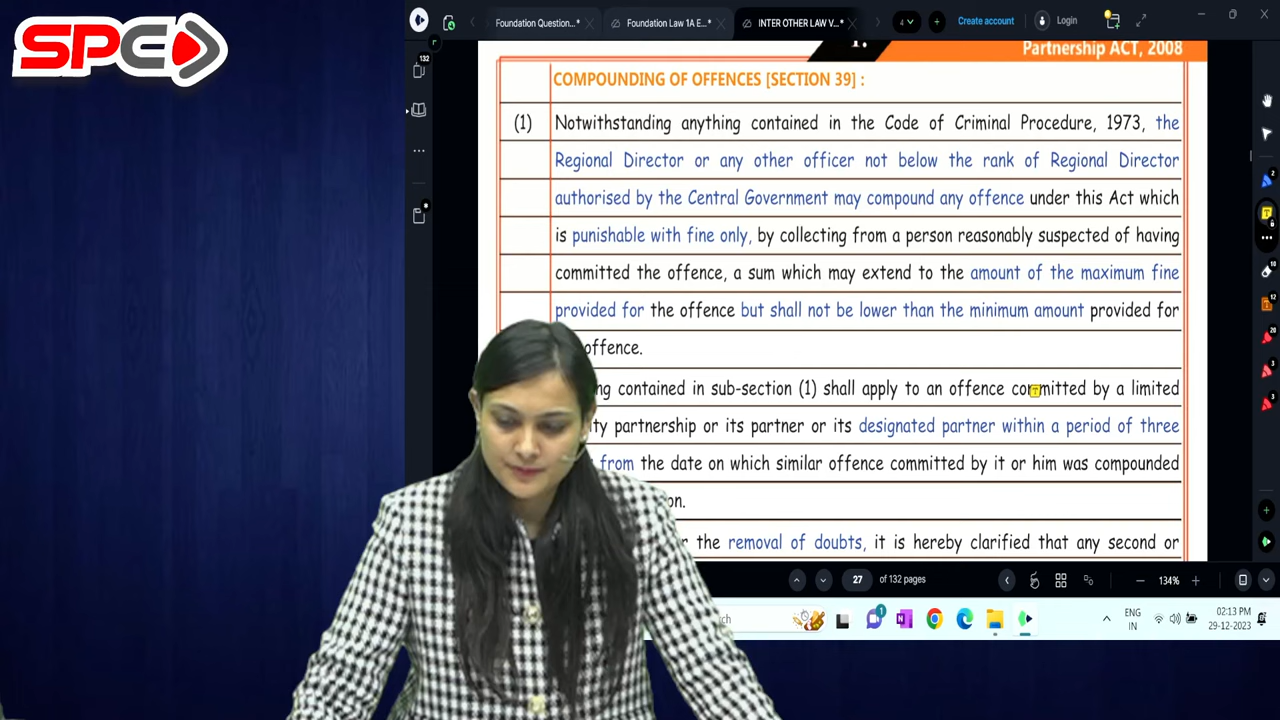 SPC
Foundation Question...*
Foundation Law 1A E...*
INTER OTHER LAW V...*
4
Create account
Login
Partnership ACT, 2008
132
COMPOUNDING OF OFFENCES [SECTION 39] :
(1) Notwithstanding anything contained in the Code of Criminal Procedure, 1973, the
Regional Director or any other officer not below the rank of Regional Director
authorised by the Central Government may compound any offence under this Act which
is punishable with fine only, by collecting from a person reasonably suspected of having
committed the offence, a sum which may extend to the amount of the maximum fine
provided for the offence but shall not be lower than the minimum amount provided for
offence.
ng contained in sub-section (1) shall apply to an offence committed by a limited
ty partnership or its partner or its designated partner within a period of three
from the date on which similar offence committed by it or him was compounded
on.
r the removal of doubts, it is hereby clarified that any second or
27 of 132 pages
134%
rch
ENG
IN
02:13 PM
29-12-2023